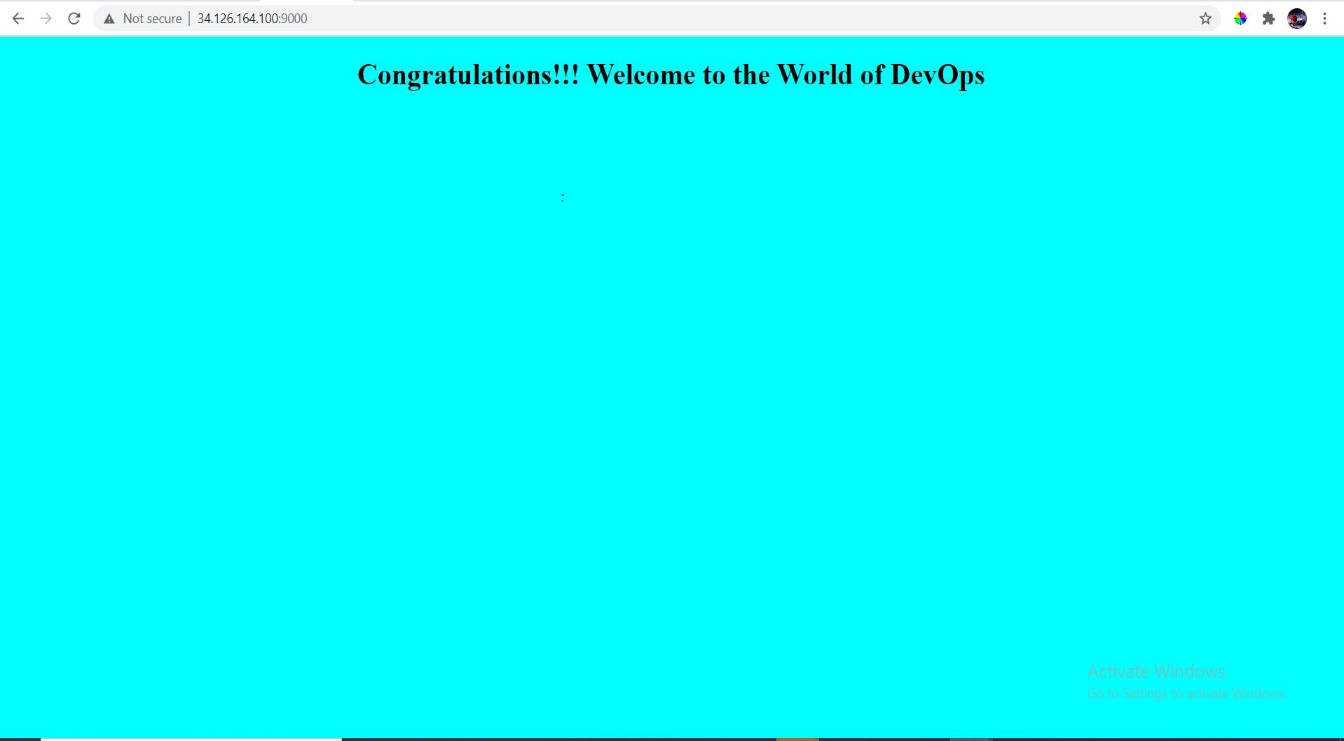 Not secure
34.126.164.100:9000
Congratulations!!! Welcome to the World of DevOps
:
Activate Windows
Go to Settings to activate Windows.